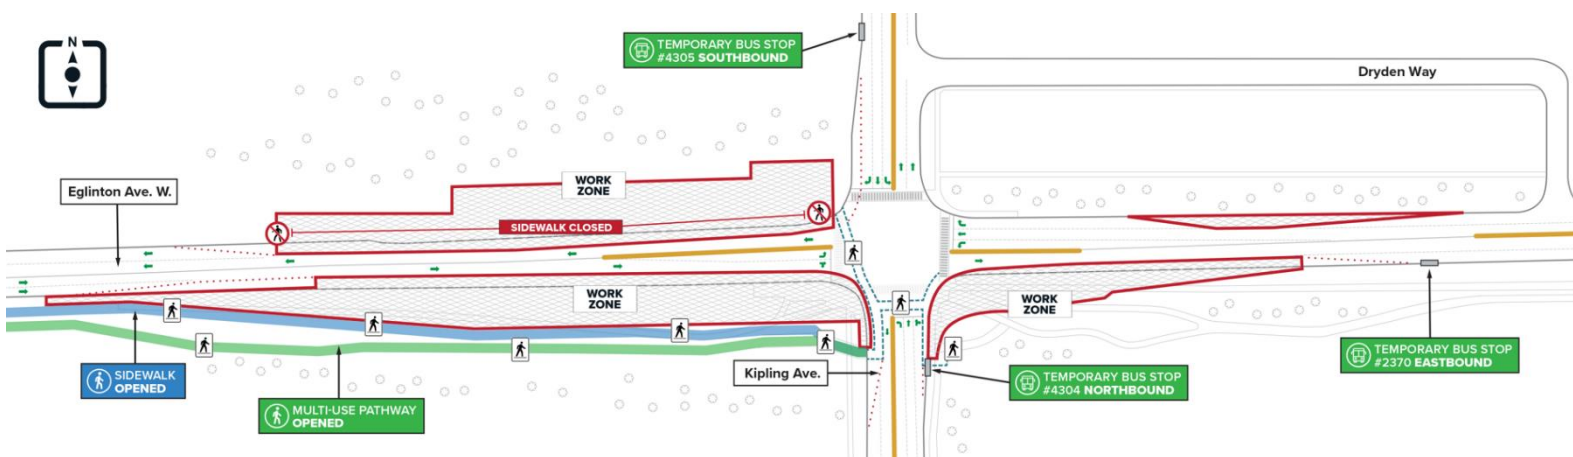 N
TEMPORARY BUS STOP
#4305 SOUTHBOUND
Dryden Way
Eglinton Ave. W.
WORK
ZONE
SIDEWALK CLOSED
WORK
ZONE
WORK
ZONE
SIDEWALK
OPENED
MULTI-USE PATHWAY
OPENED
Kipling Ave.
TEMPORARY BUS STOP
#4304 NORTHBOUND
TEMPORARY BUS STOP
#2370 EASTBOUND